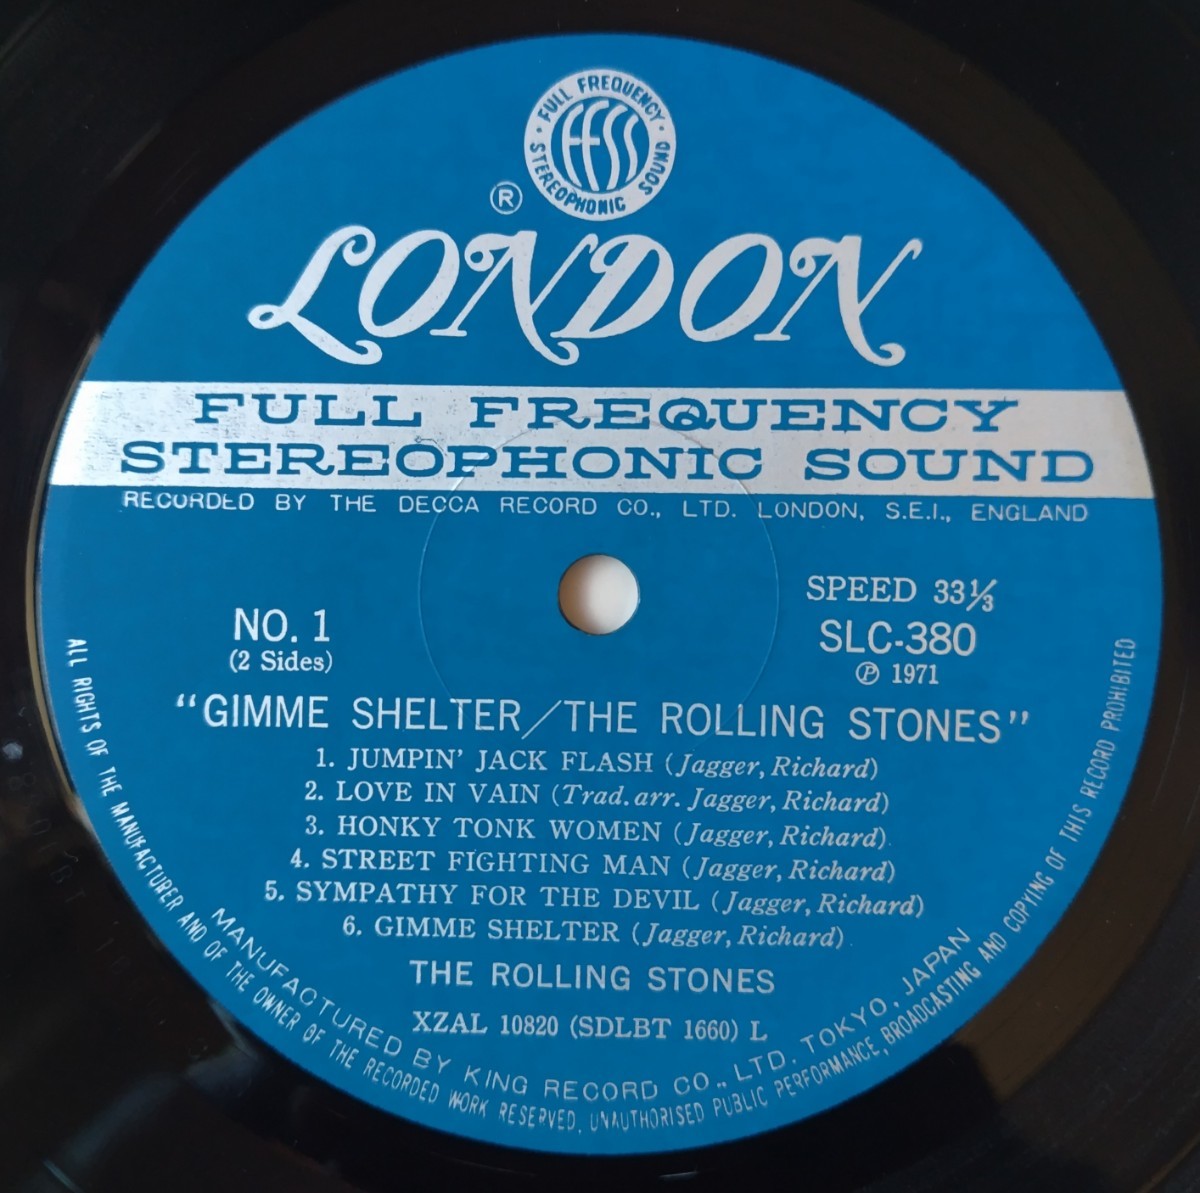 FULL FREQUENCY
STEREOPHONIC SOUND
ffss
®
LONDON
FULL FREQUENCY
STEREOPHONIC SOUND
RECORDED BY THE DECCA RECORD CO., LTD. LONDON, S.E.I., ENGLAND
NO. 1
(2 Sides)
SPEED 33⅓
SLC-380
℗ 1971
"GIMME SHELTER/THE ROLLING STONES"
1. JUMPIN' JACK FLASH (Jagger, Richard)
2. LOVE IN VAIN (Trad. arr. Jagger, Richard)
3. HONKY TONK WOMEN (Jagger, Richard)
4. STREET FIGHTING MAN (Jagger, Richard)
5. SYMPATHY FOR THE DEVIL (Jagger, Richard)
6. GIMME SHELTER (Jagger, Richard)
THE ROLLING STONES
XZAL 10820 (SDLBT 1660) L
MANUFACTURED BY KING RECORD CO., LTD. TOKYO, JAPAN
ALL RIGHTS OF THE MANUFACTURER AND OF THE OWNER OF THE RECORDED WORK RESERVED, UNAUTHORISED PUBLIC PERFORMANCE, BROADCASTING AND COPYING OF THIS RECORD PROHIBITED